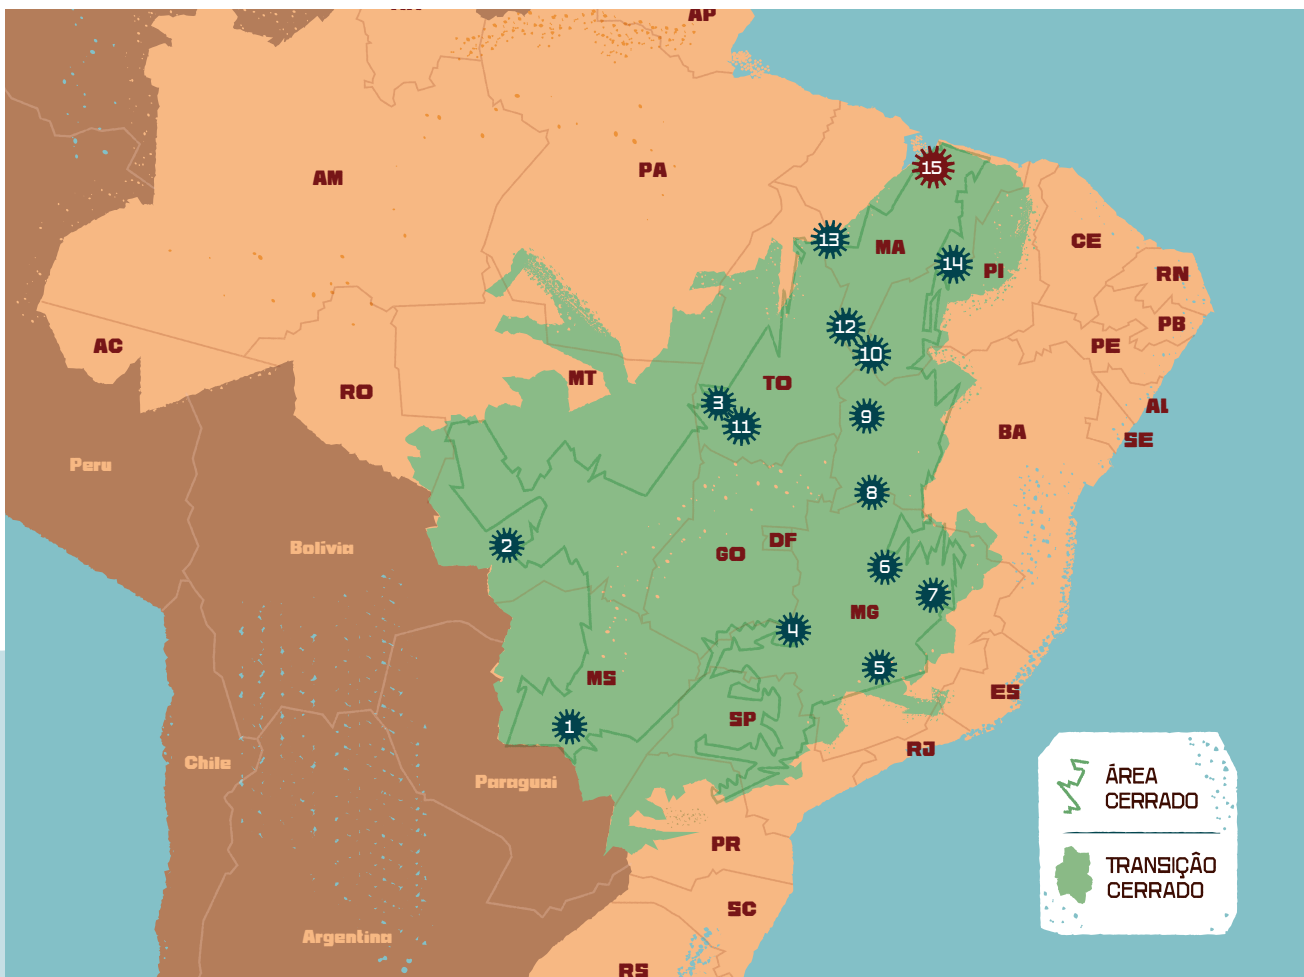 AP
AM
PA
15
13
MA
14
PI
CE
RN
PB
PE
AL
SE
BA
12
10
AC
RO
MT
TO
3
11
9
8
Peru
Bolívia
2
GO
DF
6
7
MG
4
5
MS
ES
1
SP
RJ
Chile
Paraguai
PR
SC
Argentina
RS
ÁREA
CERRADO
TRANSIÇÃO
CERRADO